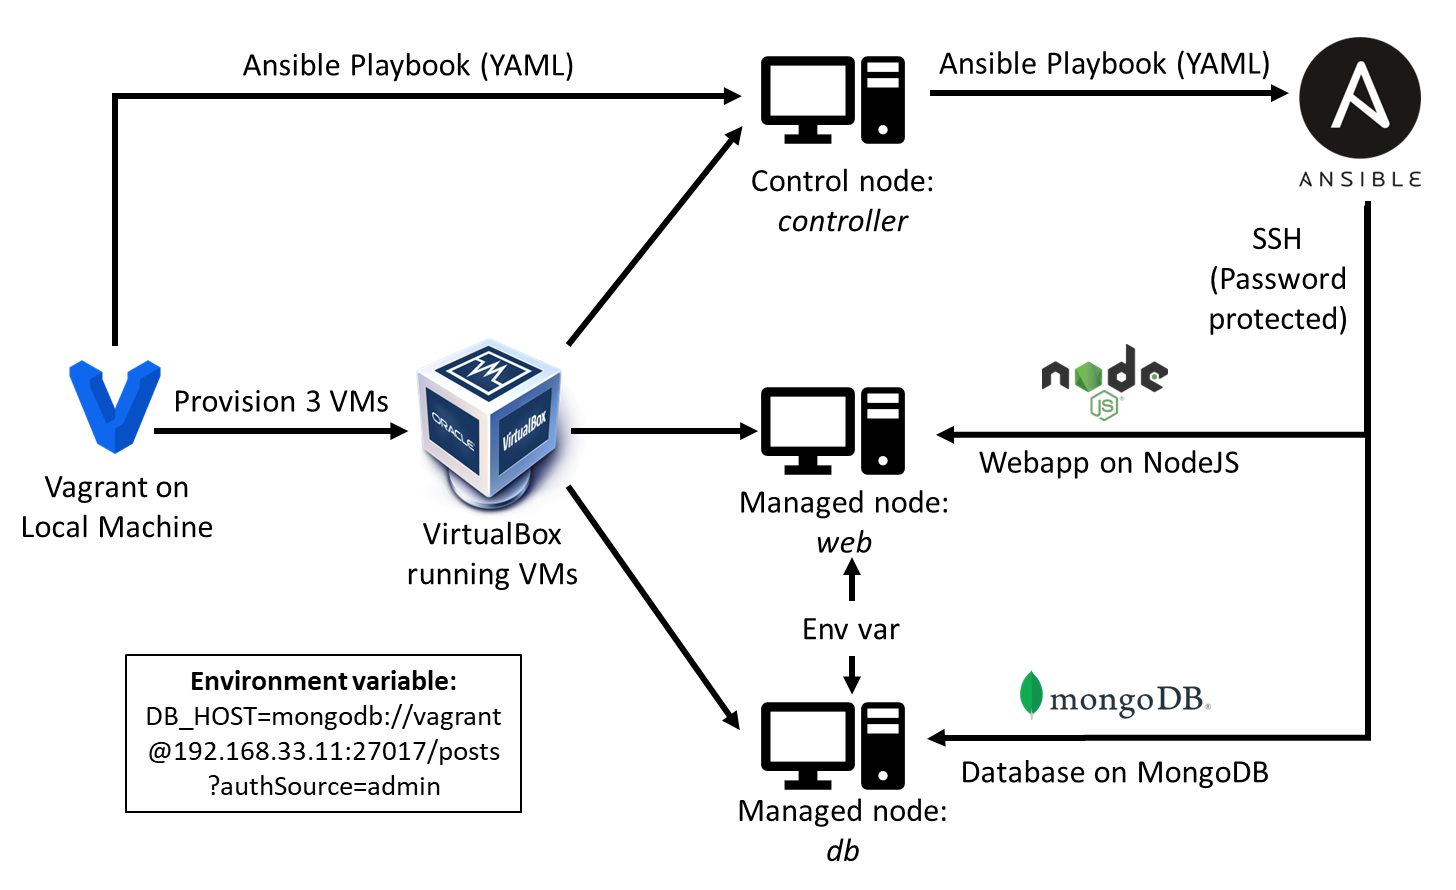 Ansible Playbook (YAML)
Ansible Playbook (YAML)
ANSIBLE
Control node:
controller
SSH
(Password
protected)
node
JS
Provision 3 VMs
ORACLE
VirtualBox
Webapp on NodeJS
Vagrant on
Local Machine
Managed node:
web
VirtualBox
running VMs
Env var
Environment variable:
DB_HOST=mongodb://vagrant
@192.168.33.11:27017/posts
?authSource=admin
mongoDB®
Database on MongoDB
Managed node:
db